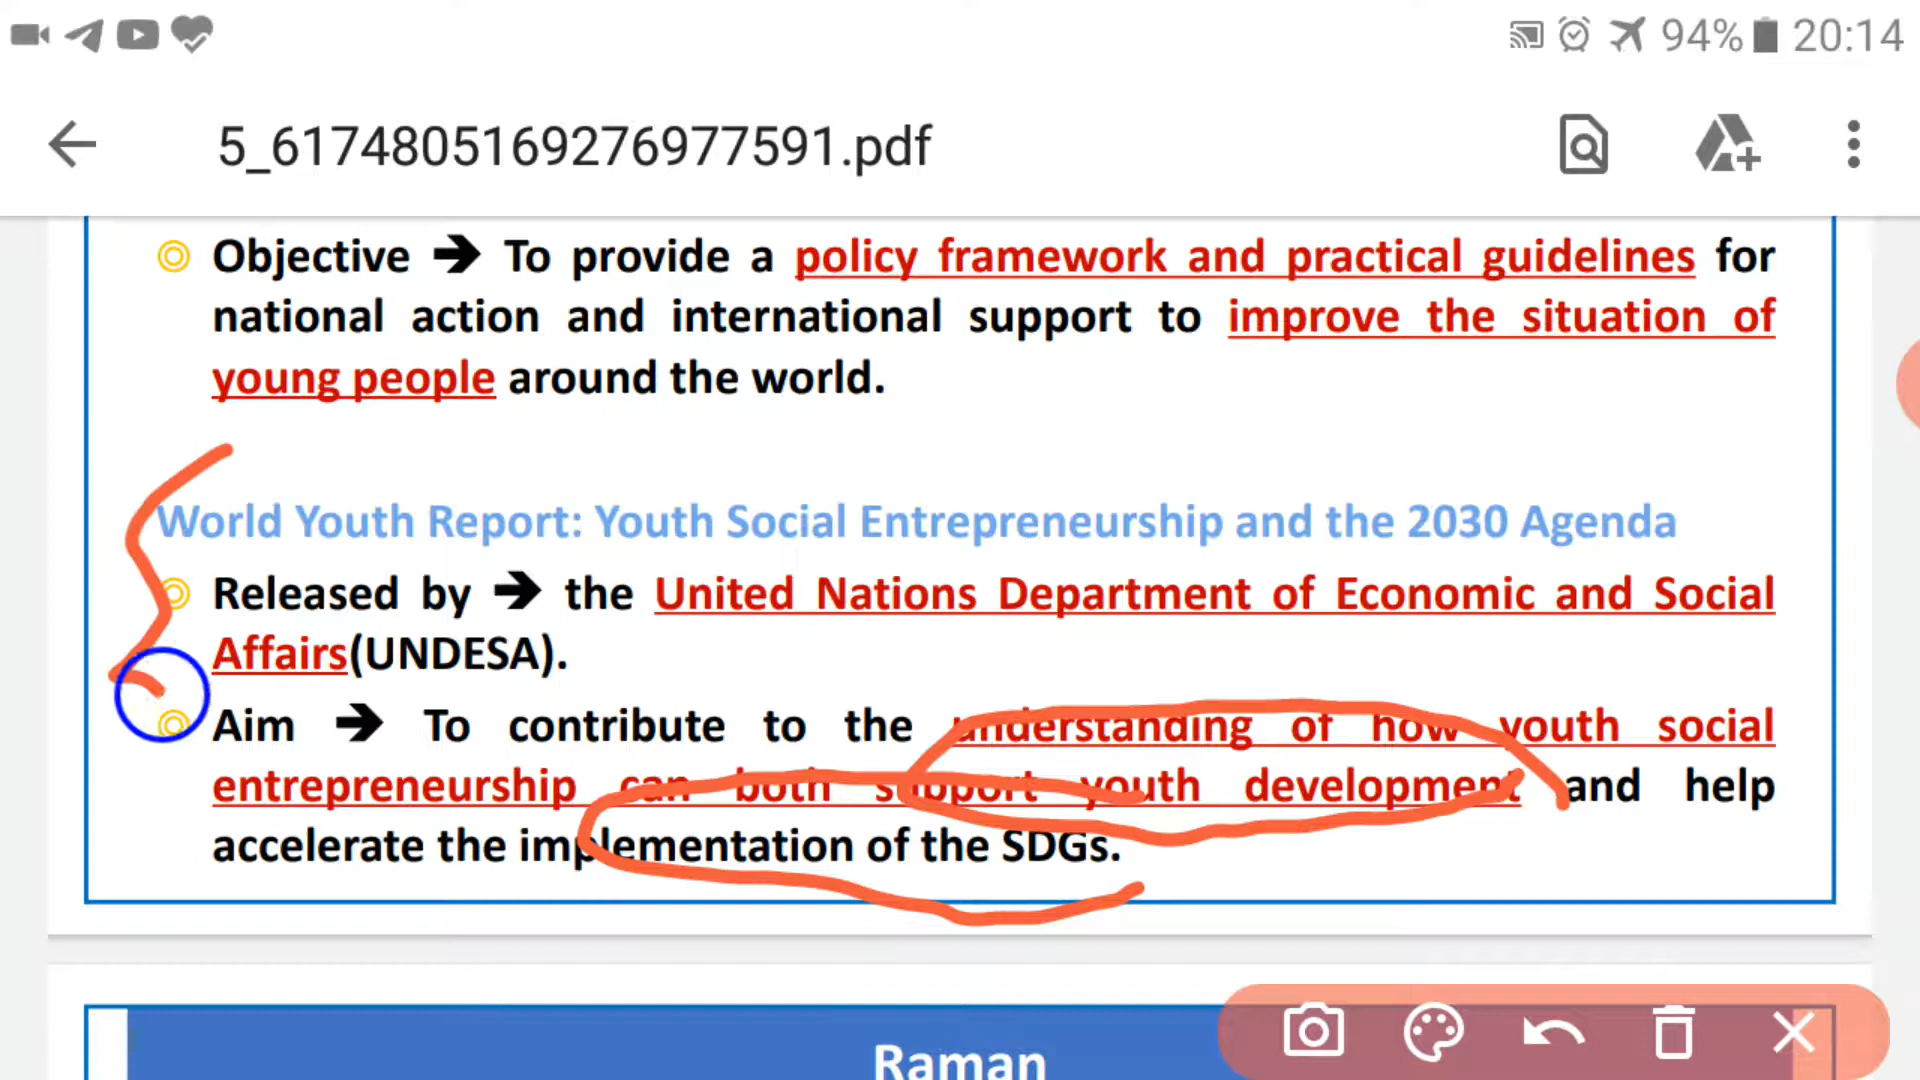 94% 20:14
5_6174805169276977591.pdf
Objective ➔ To provide a policy framework and practical guidelines for
national action and international support to improve the situation of
young people around the world.
World Youth Report: Youth Social Entrepreneurship and the 2030 Agenda
Released by ➔ the United Nations Department of Economic and Social
Affairs(UNDESA).
Aim ➔ To contribute to the understanding of how youth social
entrepreneurship can both support youth development and help
accelerate the implementation of the SDGs.
Raman